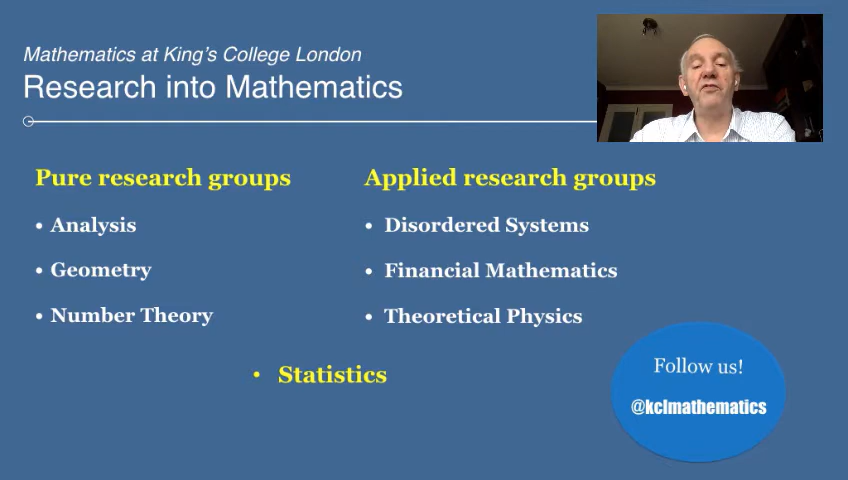 Mathematics at King's College London
Research into Mathematics
Pure research groups
• Analysis
• Geometry
• Number Theory
Applied research groups
• Disordered Systems
• Financial Mathematics
• Theoretical Physics
• Statistics
Follow us!
@kclmathematics